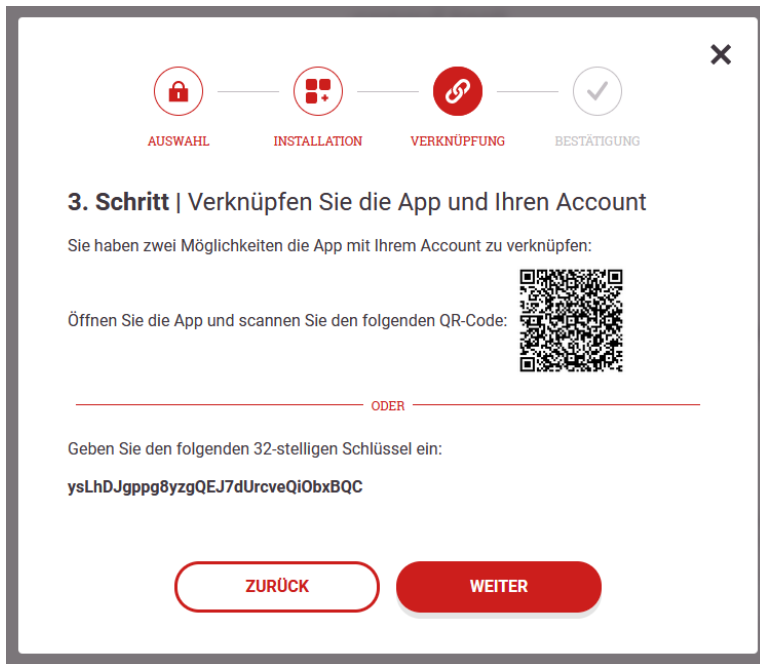 AUSWAHL
INSTALLATION
VERKNÜPFUNG
BESTÄTIGUNG
3. Schritt | Verknüpfen Sie die App und Ihren Account
Sie haben zwei Möglichkeiten die App mit Ihrem Account zu verknüpfen:
Öffnen Sie die App und scannen Sie den folgenden QR-Code:
ODER
Geben Sie den folgenden 32-stelligen Schlüssel ein:
ysLhDJgppg8yzgQEJ7dUrcveQiObxBQC
ZURÜCK
WEITER